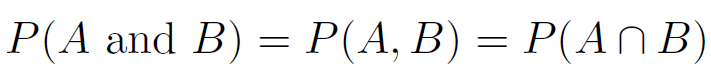 P(A and B) = P(A, B) = P(A ∩ B)